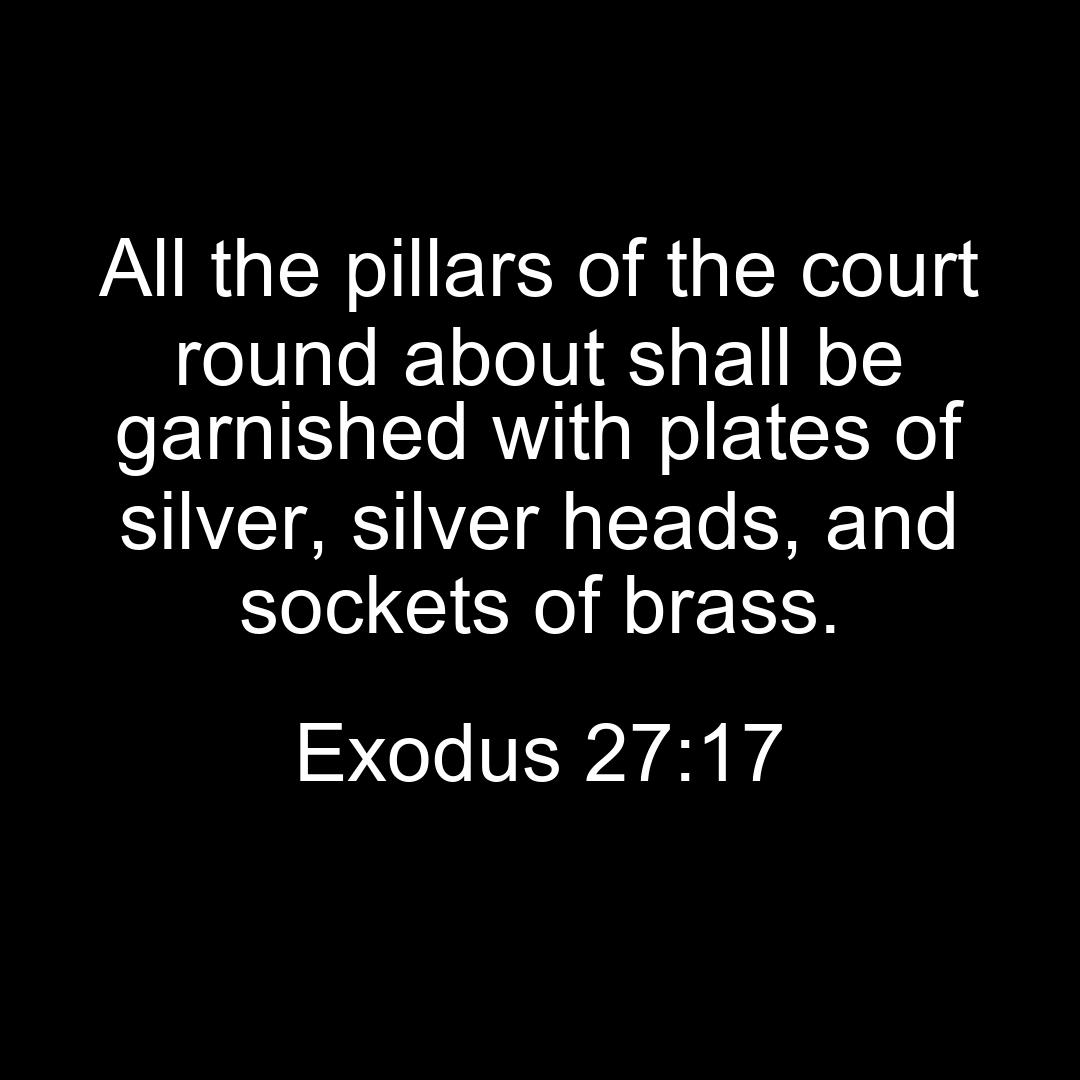 All the pillars of the court
round about shall be
garnished with plates of
silver, silver heads, and
sockets of brass.
Exodus 27:17